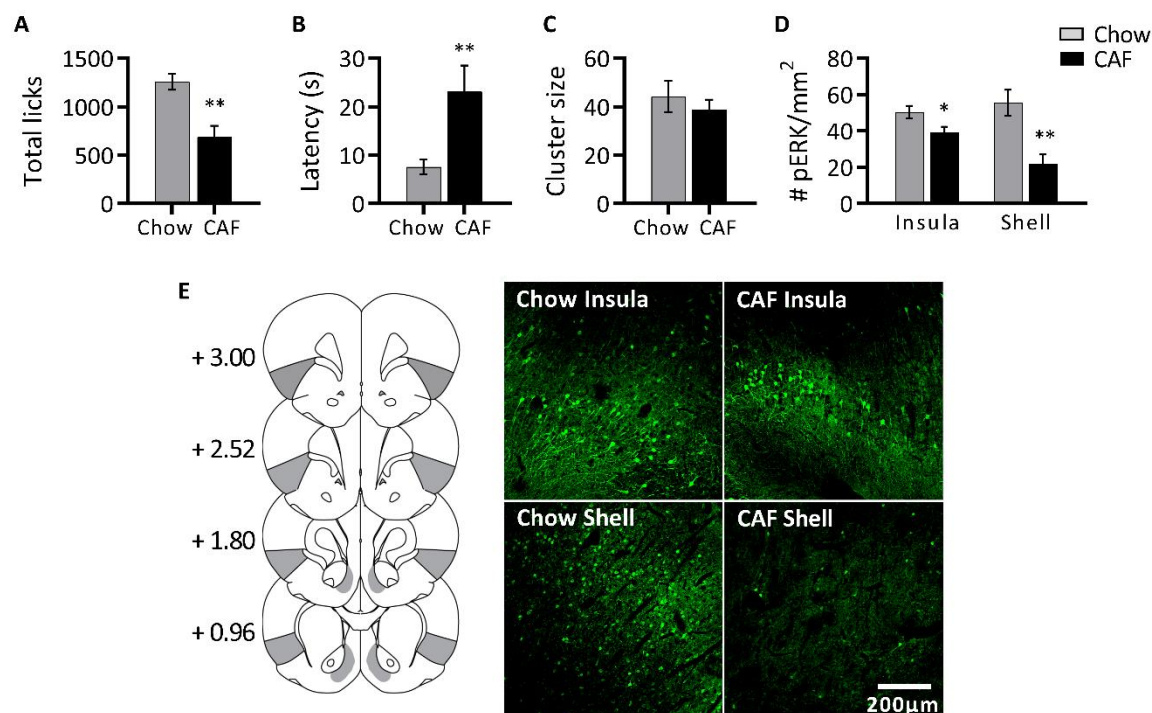 A
Total licks
1500
1000
500
0
**
Chow CAF
B
Latency (s)
30
20
10
0
**
Chow CAF
C
Cluster size
60
40
20
0
Chow CAF
D
# pERK/mm²
80
60
40
20
0
*
**
Insula Shell
Chow
CAF
E
+ 3.00
+ 2.52
+ 1.80
+ 0.96
Chow Insula
CAF Insula
Chow Shell
CAF Shell
200μm